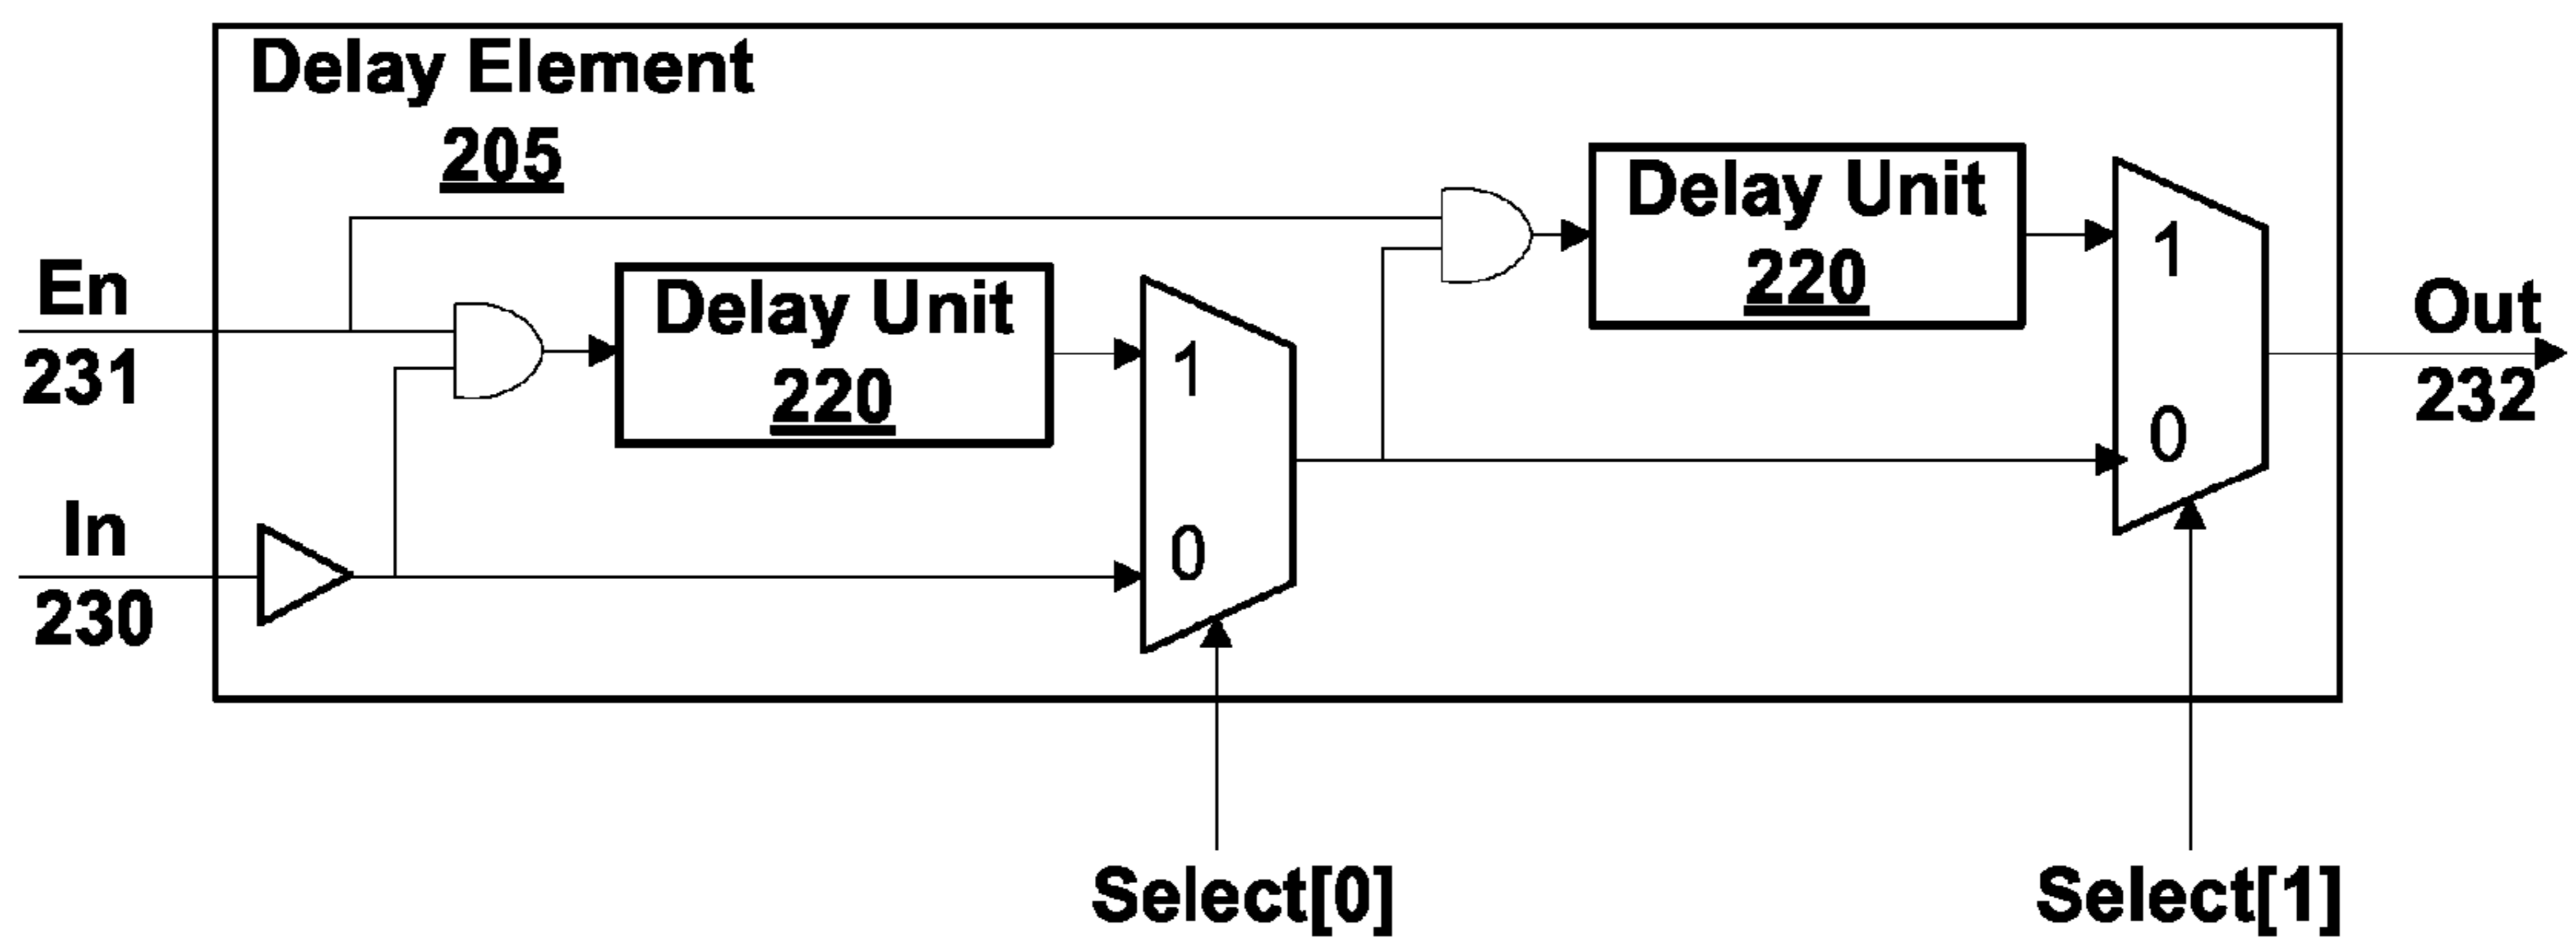 Delay Element
205
Delay Unit
220
1
0
En
231
Delay Unit
220
1
0
In
230
Out
232
Select[0]
Select[1]